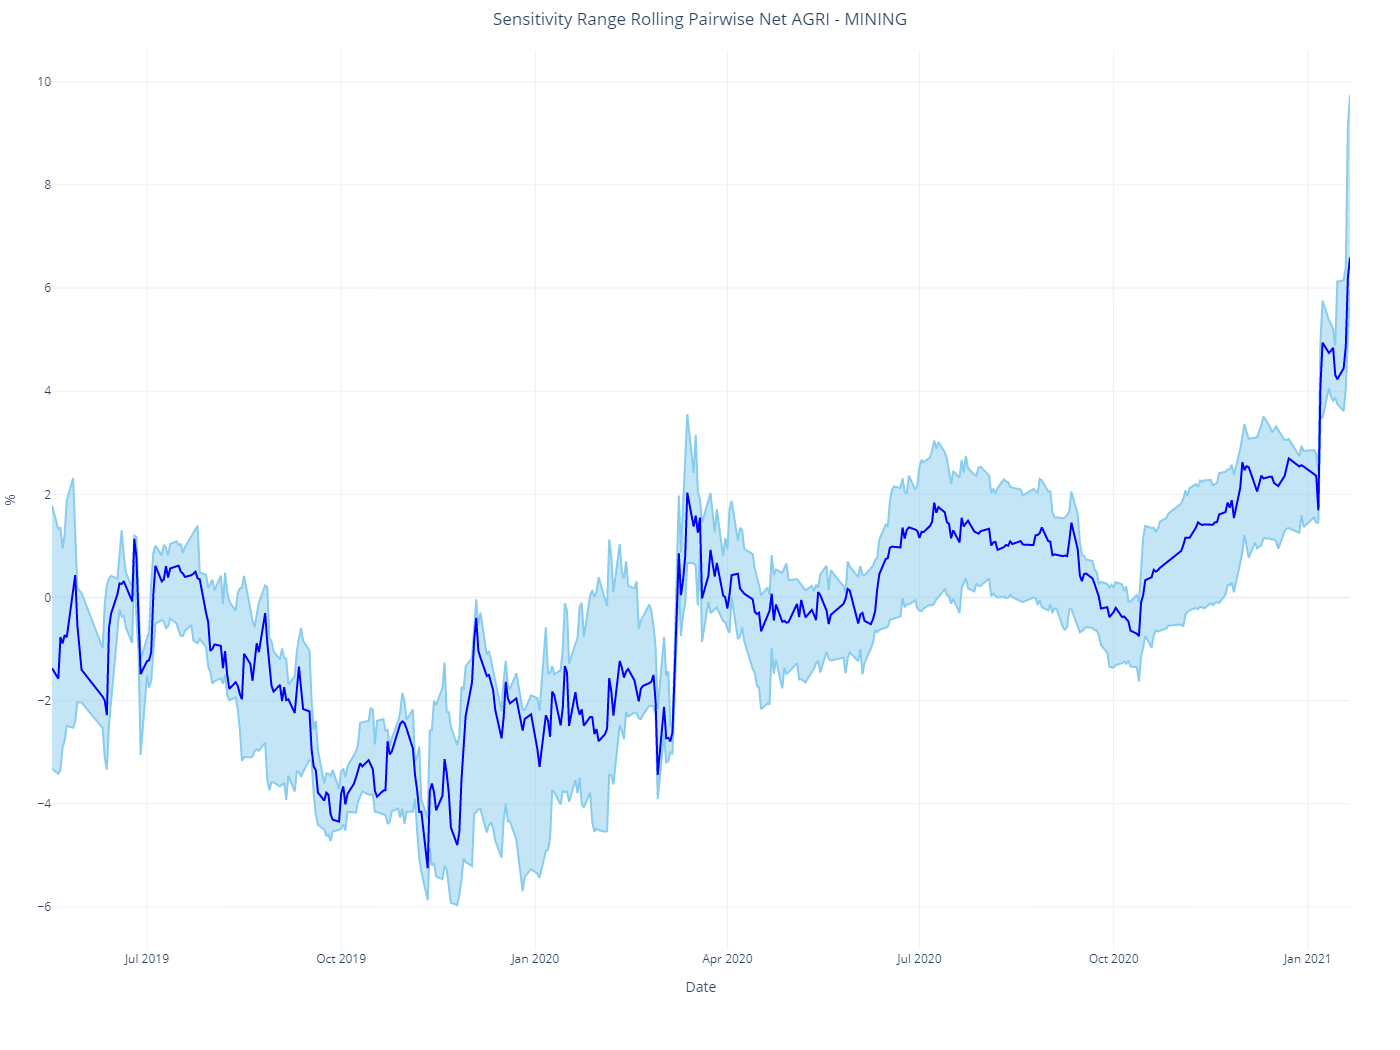 Sensitivity Range Rolling Pairwise Net AGRI - MINING
10
8
6
4
2
0
−2
−4
−6
%
Jul 2019
Oct 2019
Jan 2020
Apr 2020
Jul 2020
Oct 2020
Jan 2021
Date